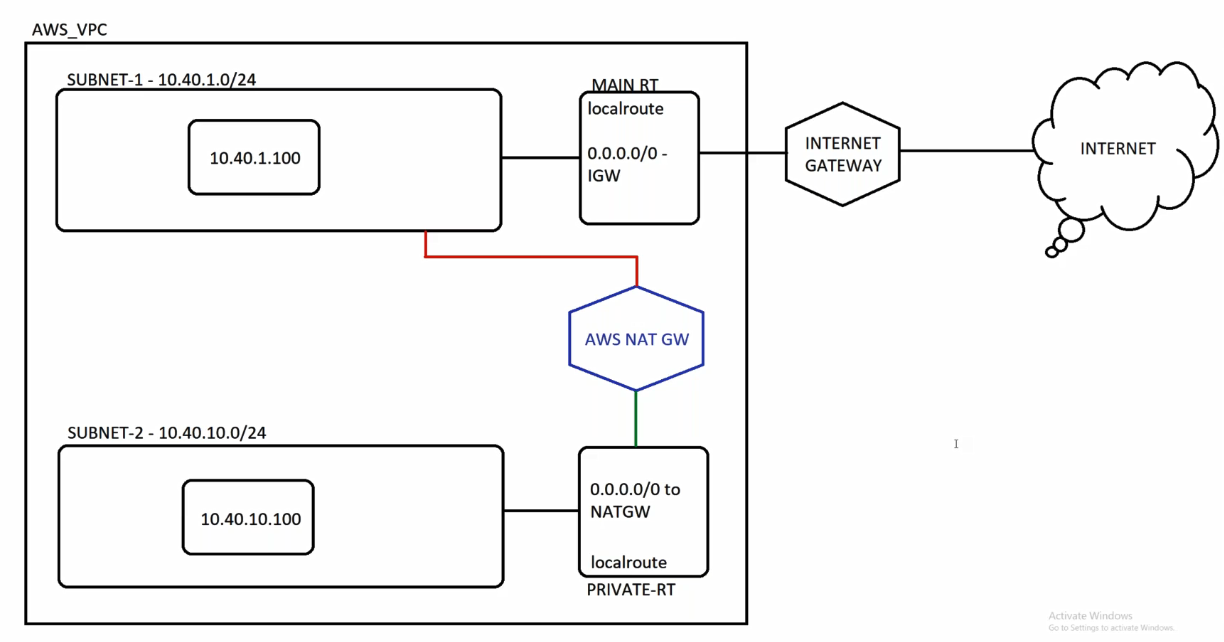 AWS_VPC
SUBNET-1 - 10.40.1.0/24
10.40.1.100
MAIN RT
localroute
0.0.0.0/0 -
IGW
INTERNET
GATEWAY
INTERNET
AWS NAT GW
SUBNET-2 - 10.40.10.0/24
10.40.10.100
0.0.0.0/0 to
NATGW
localroute
PRIVATE-RT
Activate Windows
Go to Settings to activate Windows.